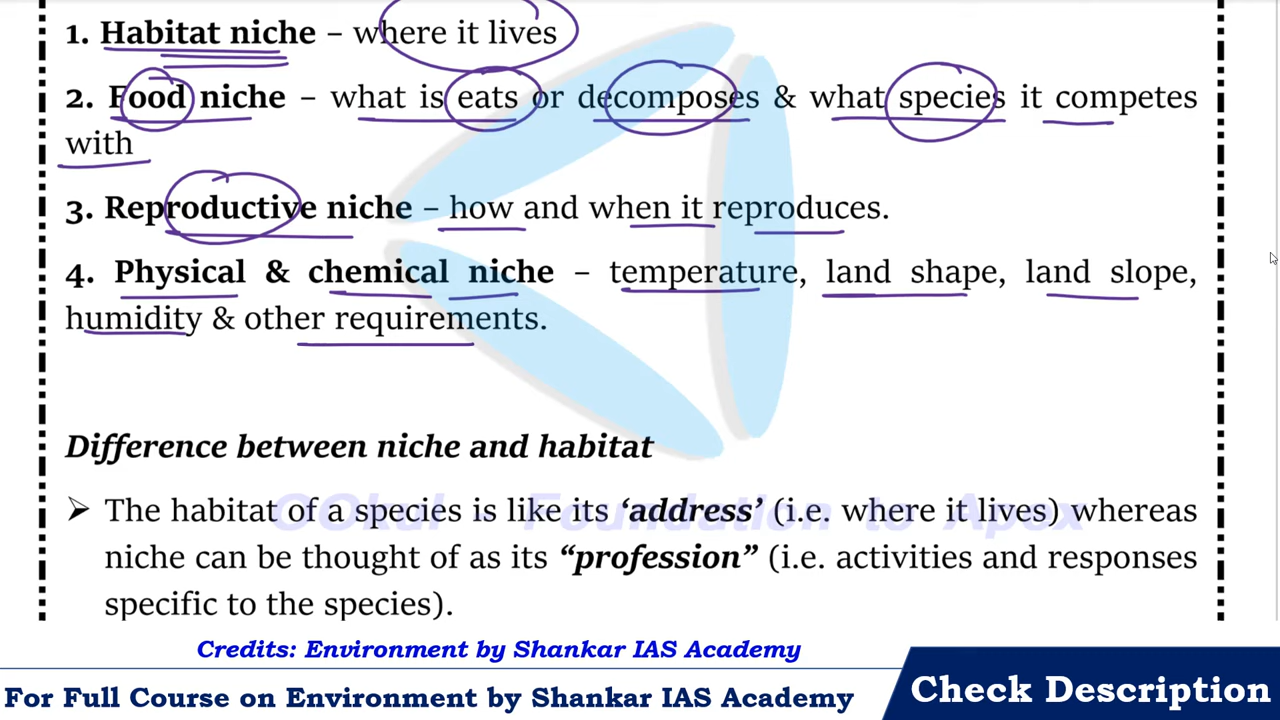 1. Habitat niche – where it lives
2. Food niche – what is eats or decomposes & what species it competes
with
3. Reproductive niche – how and when it reproduces.
4. Physical & chemical niche – temperature, land shape, land slope,
humidity & other requirements.
Difference between niche and habitat
➢ The habitat of a species is like its ‘address’ (i.e. where it lives) whereas
niche can be thought of as its “profession” (i.e. activities and responses
specific to the species).
OOkul - Foundation to Apex
Credits: Environment by Shankar IAS Academy
For Full Course on Environment by Shankar IAS Academy
Check Description